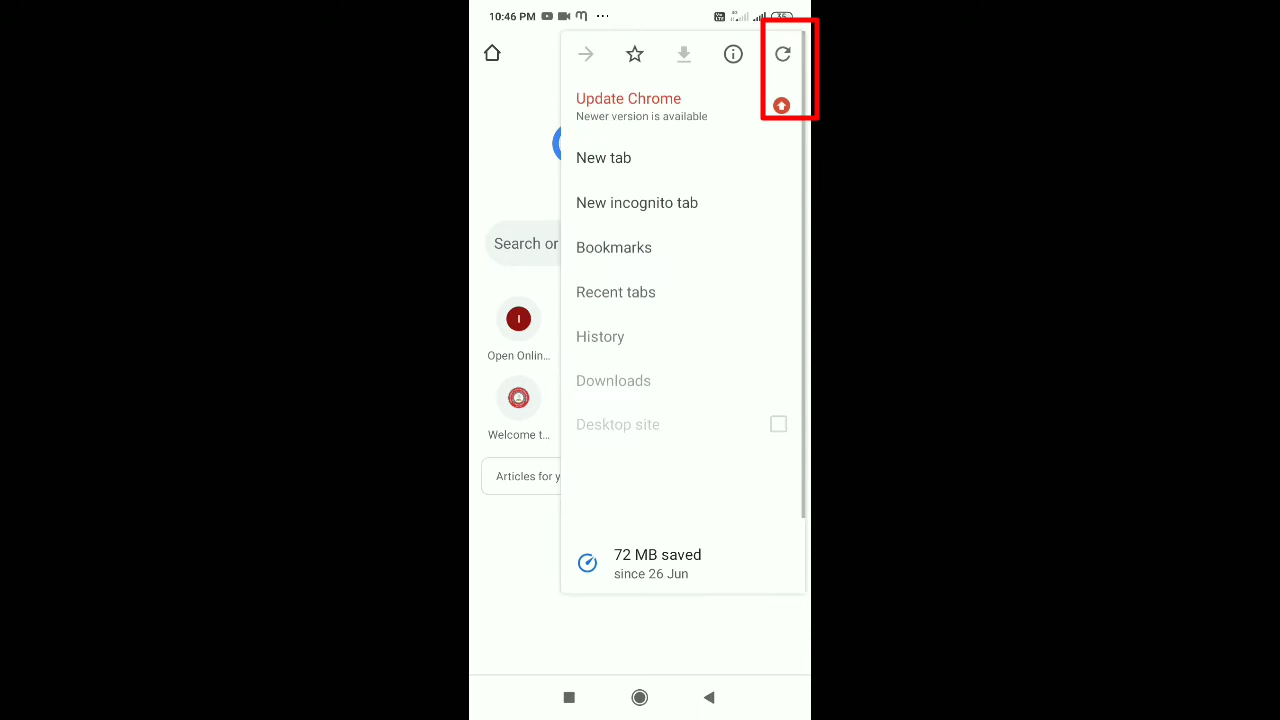 10:46 PM
Update Chrome
Newer version is available
New tab
New incognito tab
Bookmarks
Search or
Recent tabs
History
Open Onlin...
Downloads
Desktop site
Welcome t...
Articles for y
72 MB saved
since 26 Jun